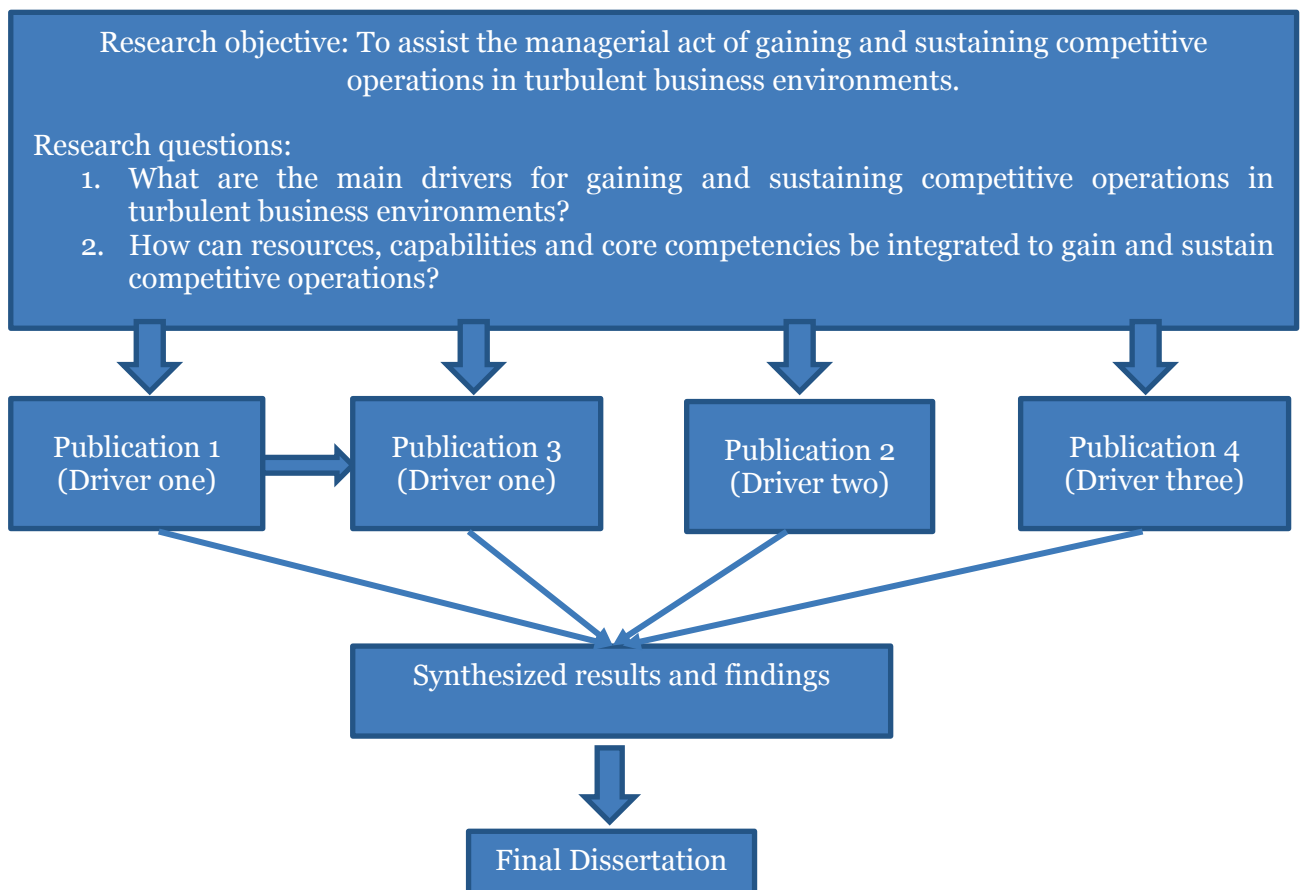 Research objective: To assist the managerial act of gaining and sustaining competitive
operations in turbulent business environments.
Research questions:
1. What are the main drivers for gaining and sustaining competitive operations in
turbulent business environments?
2. How can resources, capabilities and core competencies be integrated to gain and sustain
competitive operations?
Publication 1
(Driver one)
Publication 3
(Driver one)
Publication 2
(Driver two)
Publication 4
(Driver three)
Synthesized results and findings
Final Dissertation